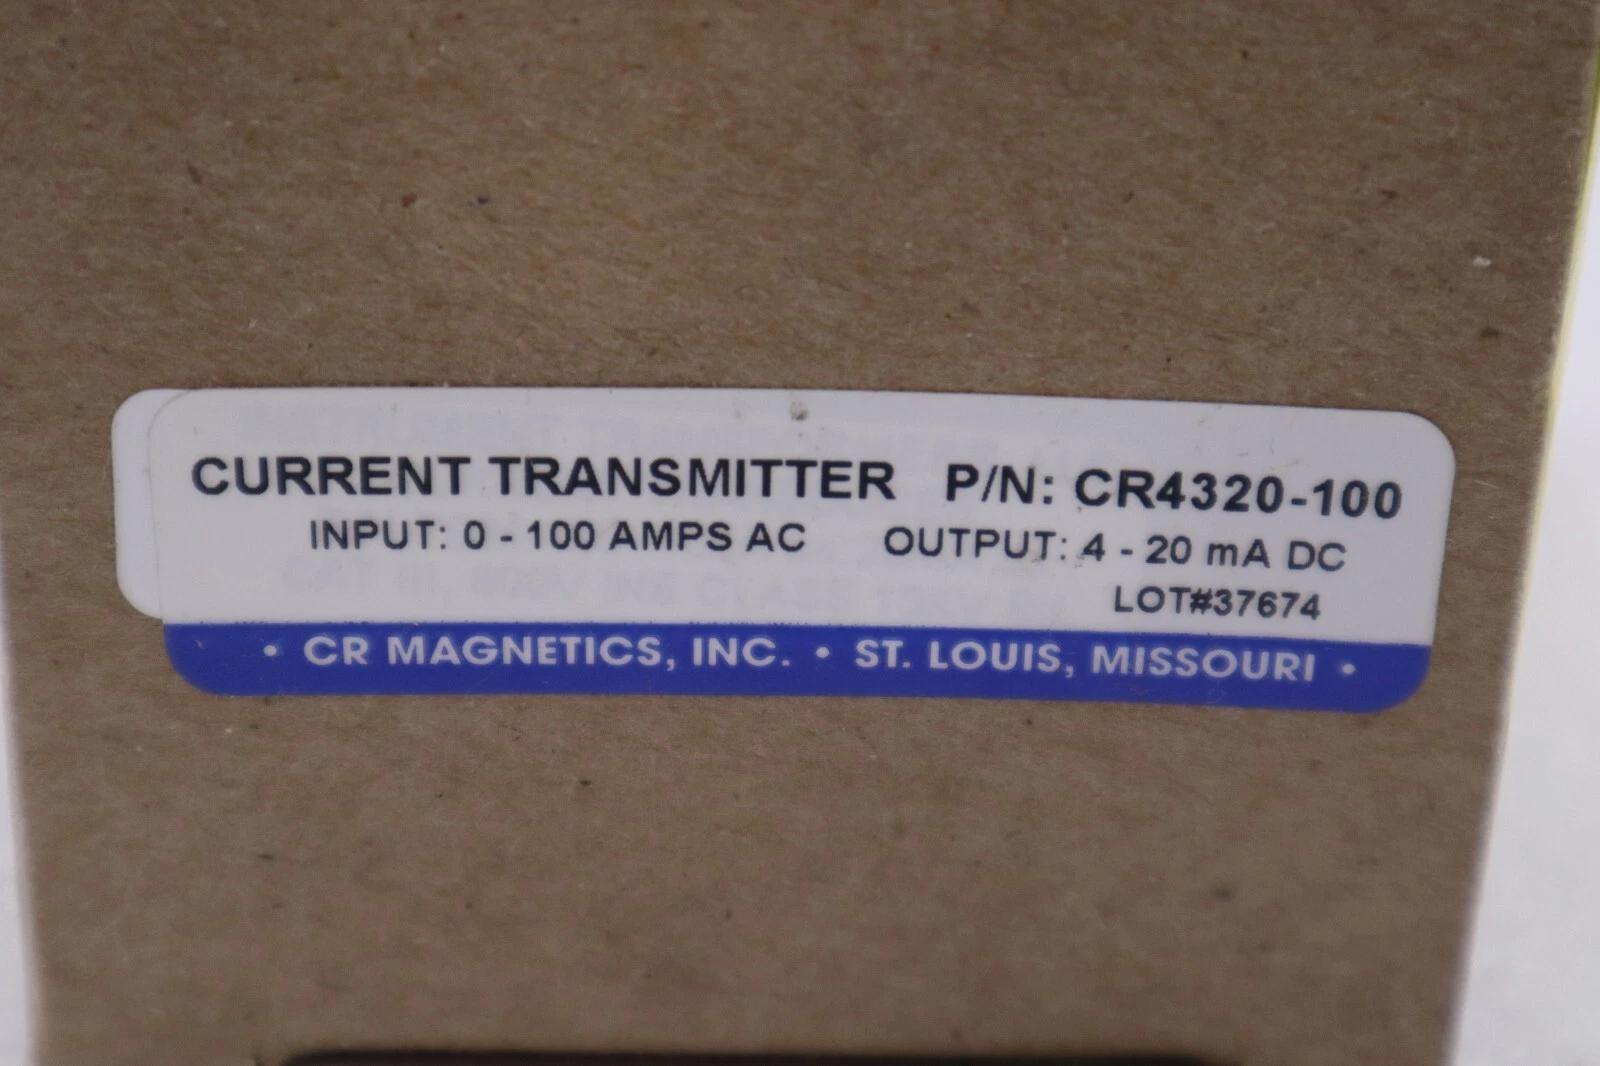 CURRENT TRANSMITTER P/N: CR4320-100
INPUT: 0 - 100 AMPS AC OUTPUT: 4 - 20 mA DC
LOT#37674
• CR MAGNETICS, INC. • ST. LOUIS, MISSOURI •